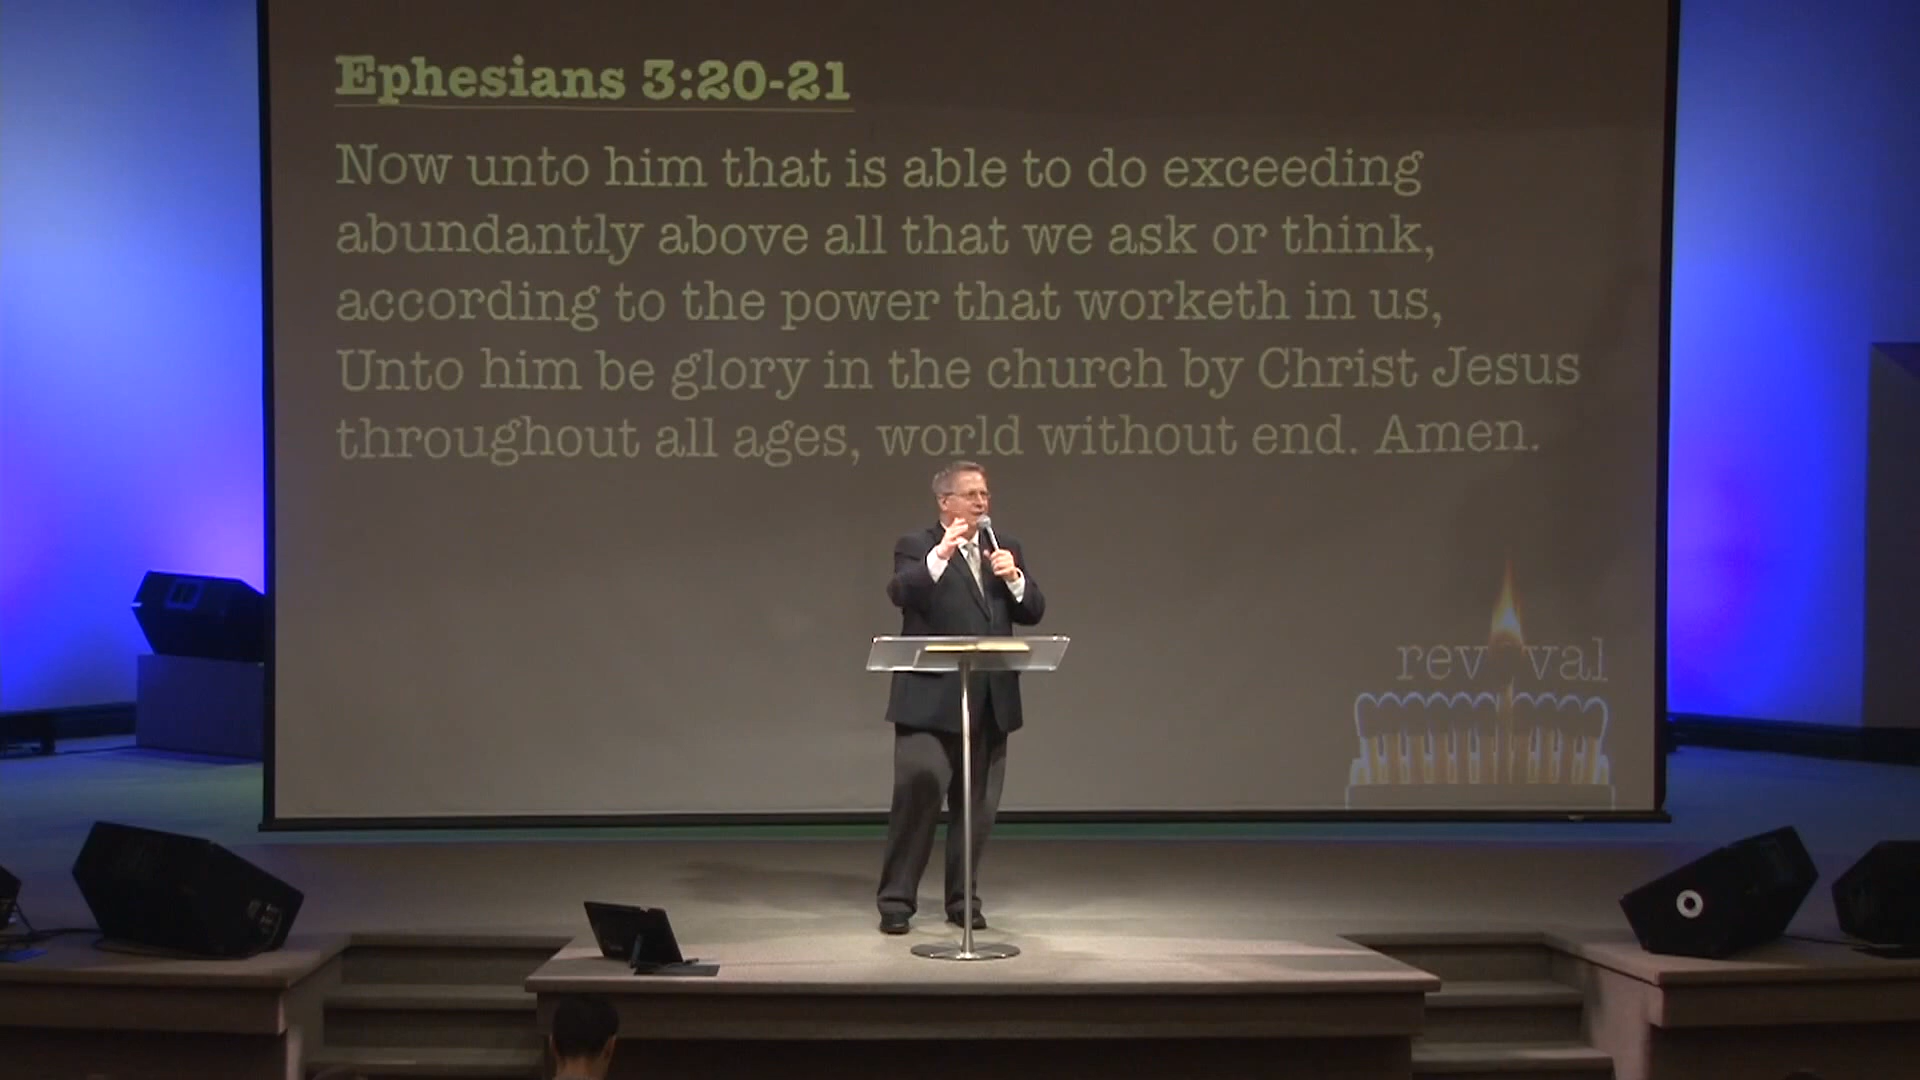 Ephesians 3:20-21
Now unto him that is able to do exceeding
abundantly above all that we ask or think,
according to the power that worketh in us,
Unto him be glory in the church by Christ Jesus
throughout all ages, world without end. Amen.
rev val